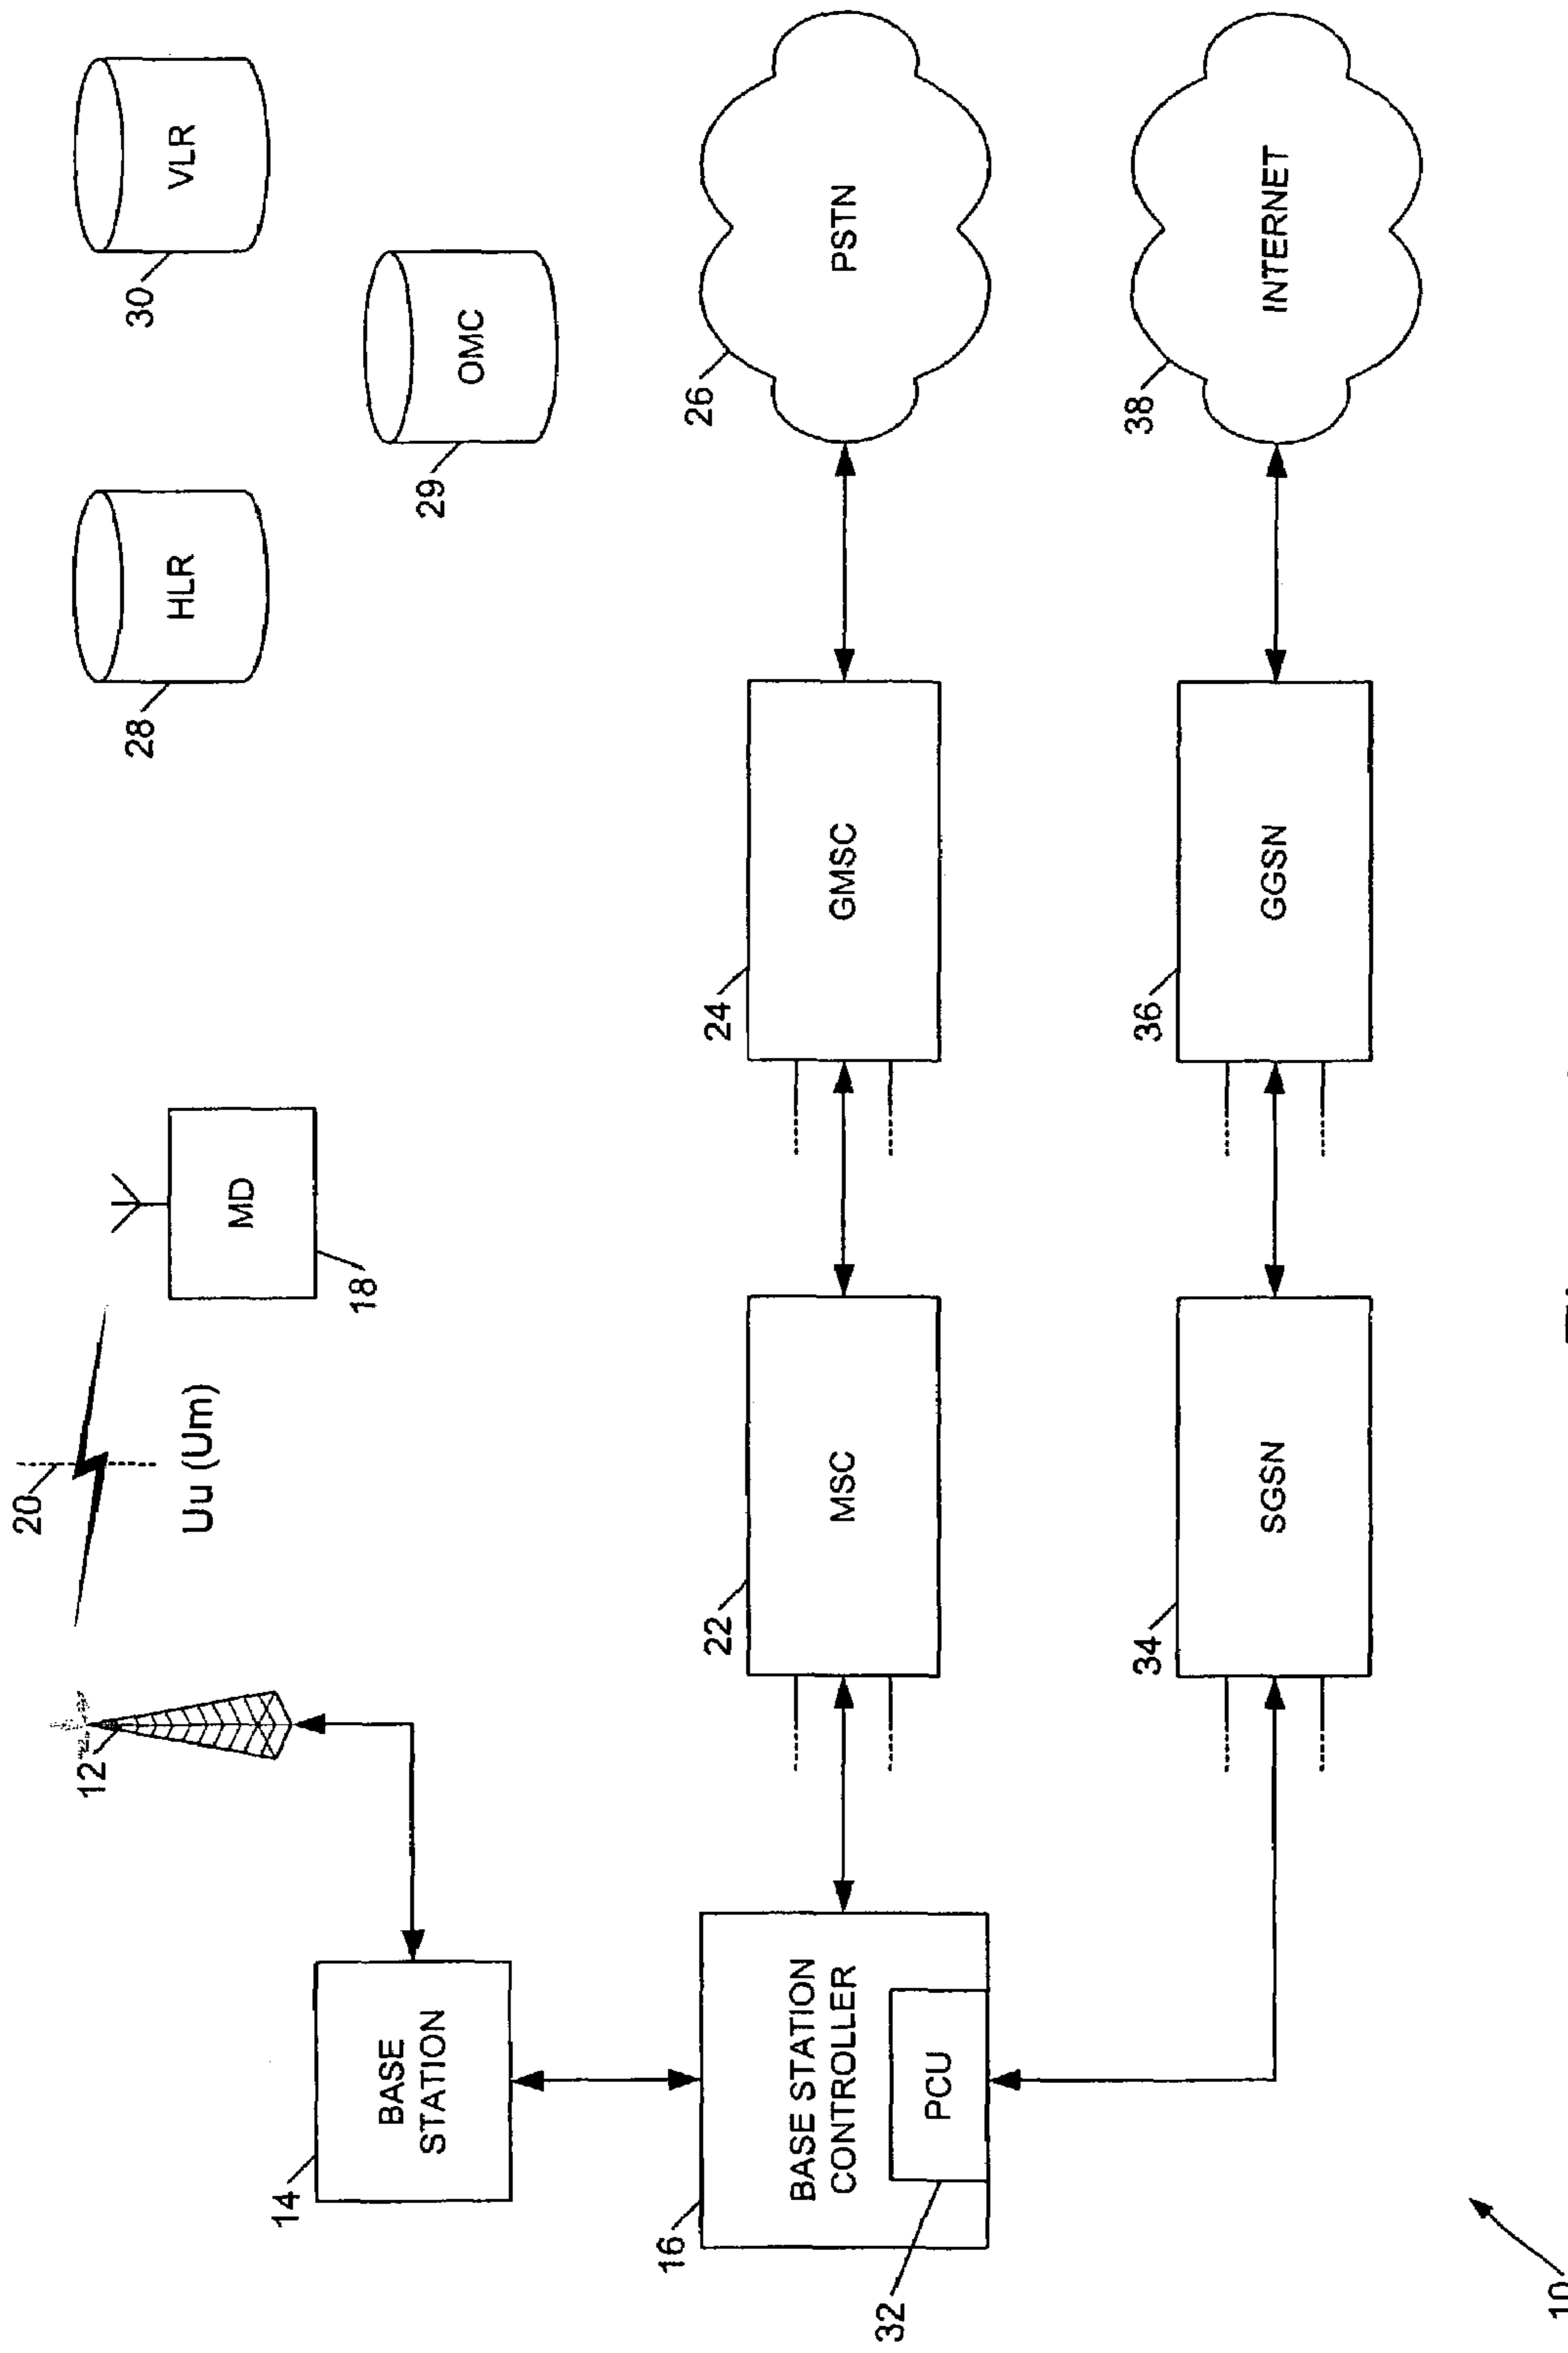 20
12
28
30
HLR
VLR
Uu (Um)
MD
14
18
BASE
STATION
29
OMC
16
22
24
26
BASE STATION
CONTROLLER
MSC
GMSC
PSTN
32
PCU
34
36
38
SGSN
GGSN
INTERNET
10